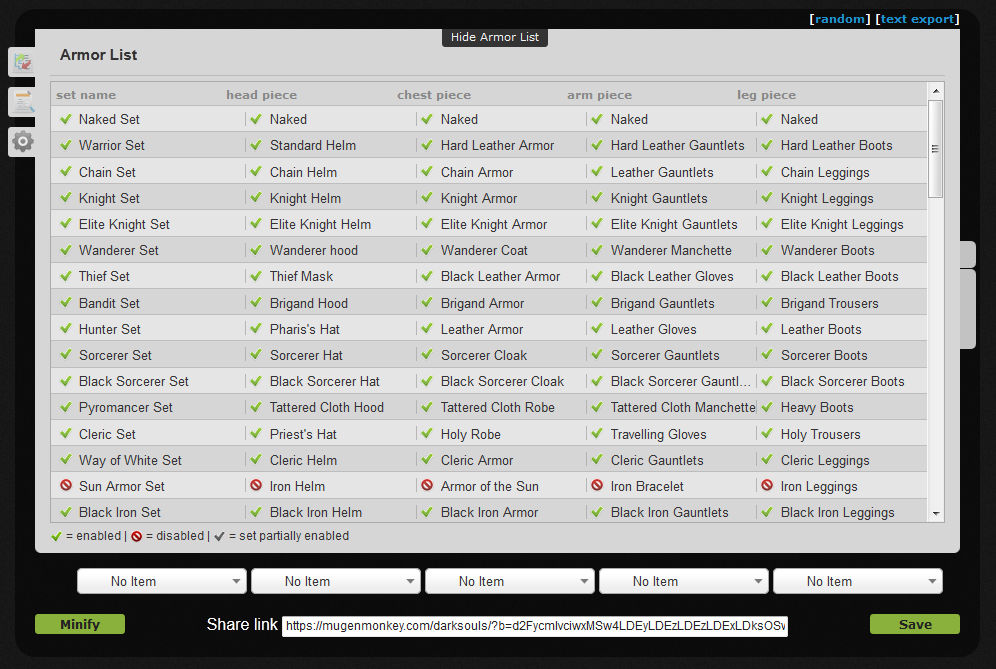 [random] [text export]
Hide Armor List
Armor List
set name head piece chest piece arm piece leg piece
Naked Set Naked Naked Naked Naked
Warrior Set Standard Helm Hard Leather Armor Hard Leather Gauntlets Hard Leather Boots
Chain Set Chain Helm Chain Armor Leather Gauntlets Chain Leggings
Knight Set Knight Helm Knight Armor Knight Gauntlets Knight Leggings
Elite Knight Set Elite Knight Helm Elite Knight Armor Elite Knight Gauntlets Elite Knight Leggings
Wanderer Set Wanderer hood Wanderer Coat Wanderer Manchette Wanderer Boots
Thief Set Thief Mask Black Leather Armor Black Leather Gloves Black Leather Boots
Bandit Set Brigand Hood Brigand Armor Brigand Gauntlets Brigand Trousers
Hunter Set Pharis's Hat Leather Armor Leather Gloves Leather Boots
Sorcerer Set Sorcerer Hat Sorcerer Cloak Sorcerer Gauntlets Sorcerer Boots
Black Sorcerer Set Black Sorcerer Hat Black Sorcerer Cloak Black Sorcerer Gauntl... Black Sorcerer Boots
Pyromancer Set Tattered Cloth Hood Tattered Cloth Robe Tattered Cloth Manchette Heavy Boots
Cleric Set Priest's Hat Holy Robe Travelling Gloves Holy Trousers
Way of White Set Cleric Helm Cleric Armor Cleric Gauntlets Cleric Leggings
Sun Armor Set Iron Helm Armor of the Sun Iron Bracelet Iron Leggings
Black Iron Set Black Iron Helm Black Iron Armor Black Iron Gauntlets Black Iron Leggings
= enabled | = disabled | = set partially enabled
No Item No Item No Item No Item No Item
Minify Share link https://mugenmonkey.com/darksouls/?b=d2FycmlvciwxMSw4LDEyLDEzLDEzLDExLDksOSw Save